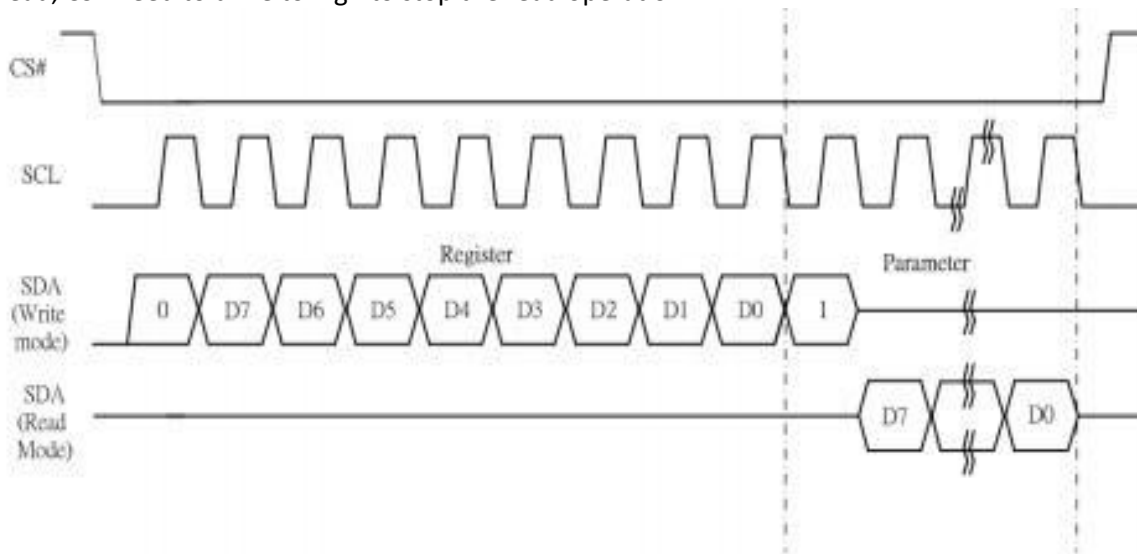 CS#
SCL
Register
Parameter
SDA
(Write
mode)
0 D7 D6 D5 D4 D3 D2 D1 D0 1
SDA
(Read
Mode)
D7 D0